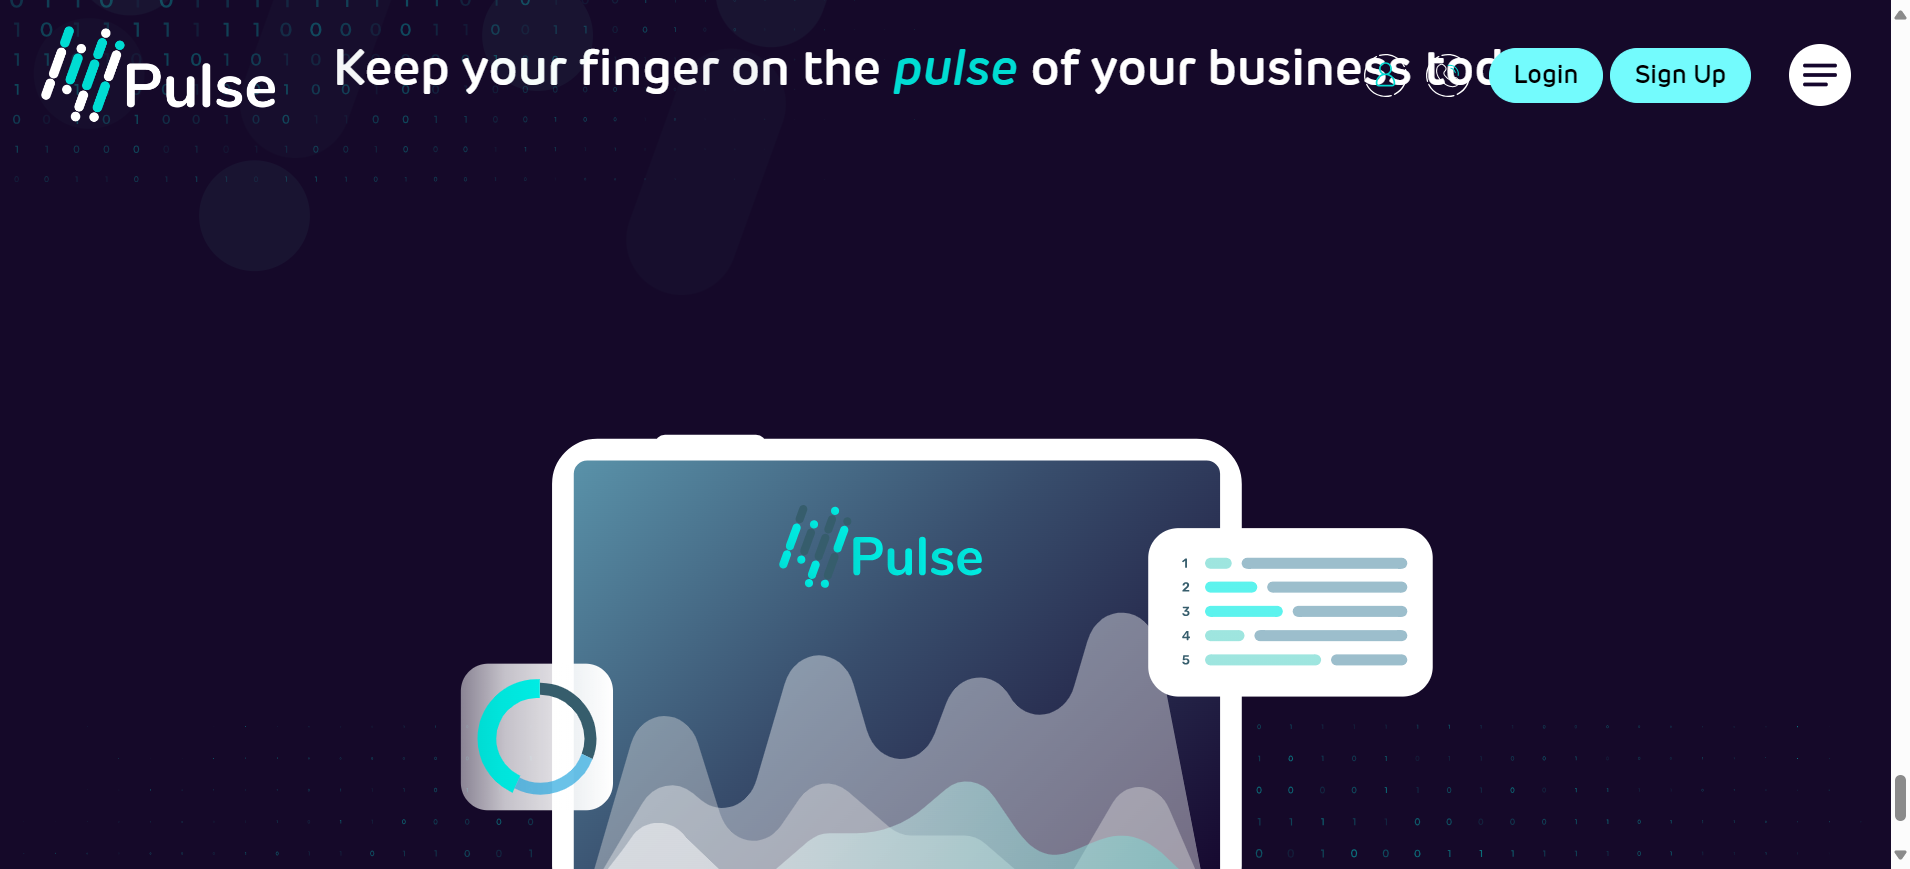 Pulse
Keep your finger on the pulse of your business
Login
Sign Up
Pulse
1
2
3
4
5